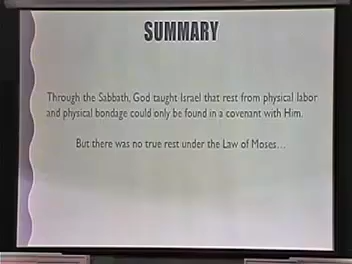 SUMMARY
Through the Sabbath, God taught Israel that rest from physical labor
and physical bondage could only be found in a covenant with Him.
But there was no true rest under the Law of Moses...